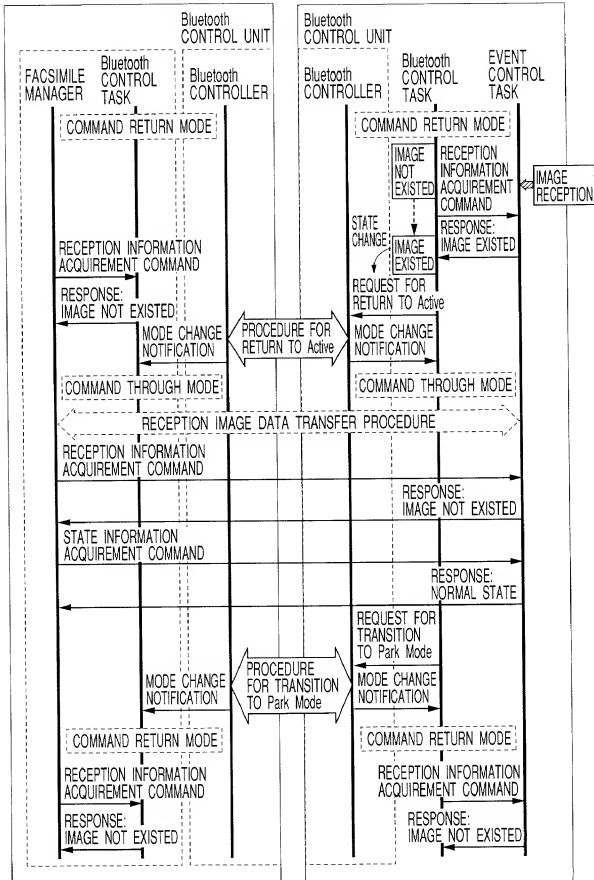 Bluetooth
CONTROL UNIT
Bluetooth
CONTROL UNIT
FACSIMILE
MANAGER
Bluetooth
CONTROL
TASK
Bluetooth
CONTROLLER
Bluetooth
CONTROLLER
Bluetooth
CONTROL
TASK
EVENT
CONTROL
TASK
COMMAND RETURN MODE
COMMAND RETURN MODE
IMAGE
NOT
EXISTED
RECEPTION
INFORMATION
ACQUIREMENT
COMMAND
IMAGE
RECEPTION
STATE
CHANGE
IMAGE
EXISTED
RESPONSE:
IMAGE EXISTED
RECEPTION INFORMATION
ACQUIREMENT COMMAND
REQUEST FOR
RETURN TO Active
RESPONSE:
IMAGE NOT EXISTED
MODE CHANGE
NOTIFICATION
PROCEDURE FOR
RETURN TO Active
MODE CHANGE
NOTIFICATION
COMMAND THROUGH MODE
COMMAND THROUGH MODE
RECEPTION IMAGE DATA TRANSFER PROCEDURE
RECEPTION INFORMATION
ACQUIREMENT COMMAND
RESPONSE:
IMAGE NOT EXISTED
STATE INFORMATION
ACQUIREMENT COMMAND
RESPONSE:
NORMAL STATE
REQUEST FOR
TRANSITION
TO Park Mode
MODE CHANGE
NOTIFICATION
PROCEDURE
FOR TRANSITION
TO Park Mode
MODE CHANGE
NOTIFICATION
COMMAND RETURN MODE
COMMAND RETURN MODE
RECEPTION INFORMATION
ACQUIREMENT COMMAND
RECEPTION INFORMATION
ACQUIREMENT COMMAND
RESPONSE:
IMAGE NOT EXISTED
RESPONSE:
IMAGE NOT EXISTED